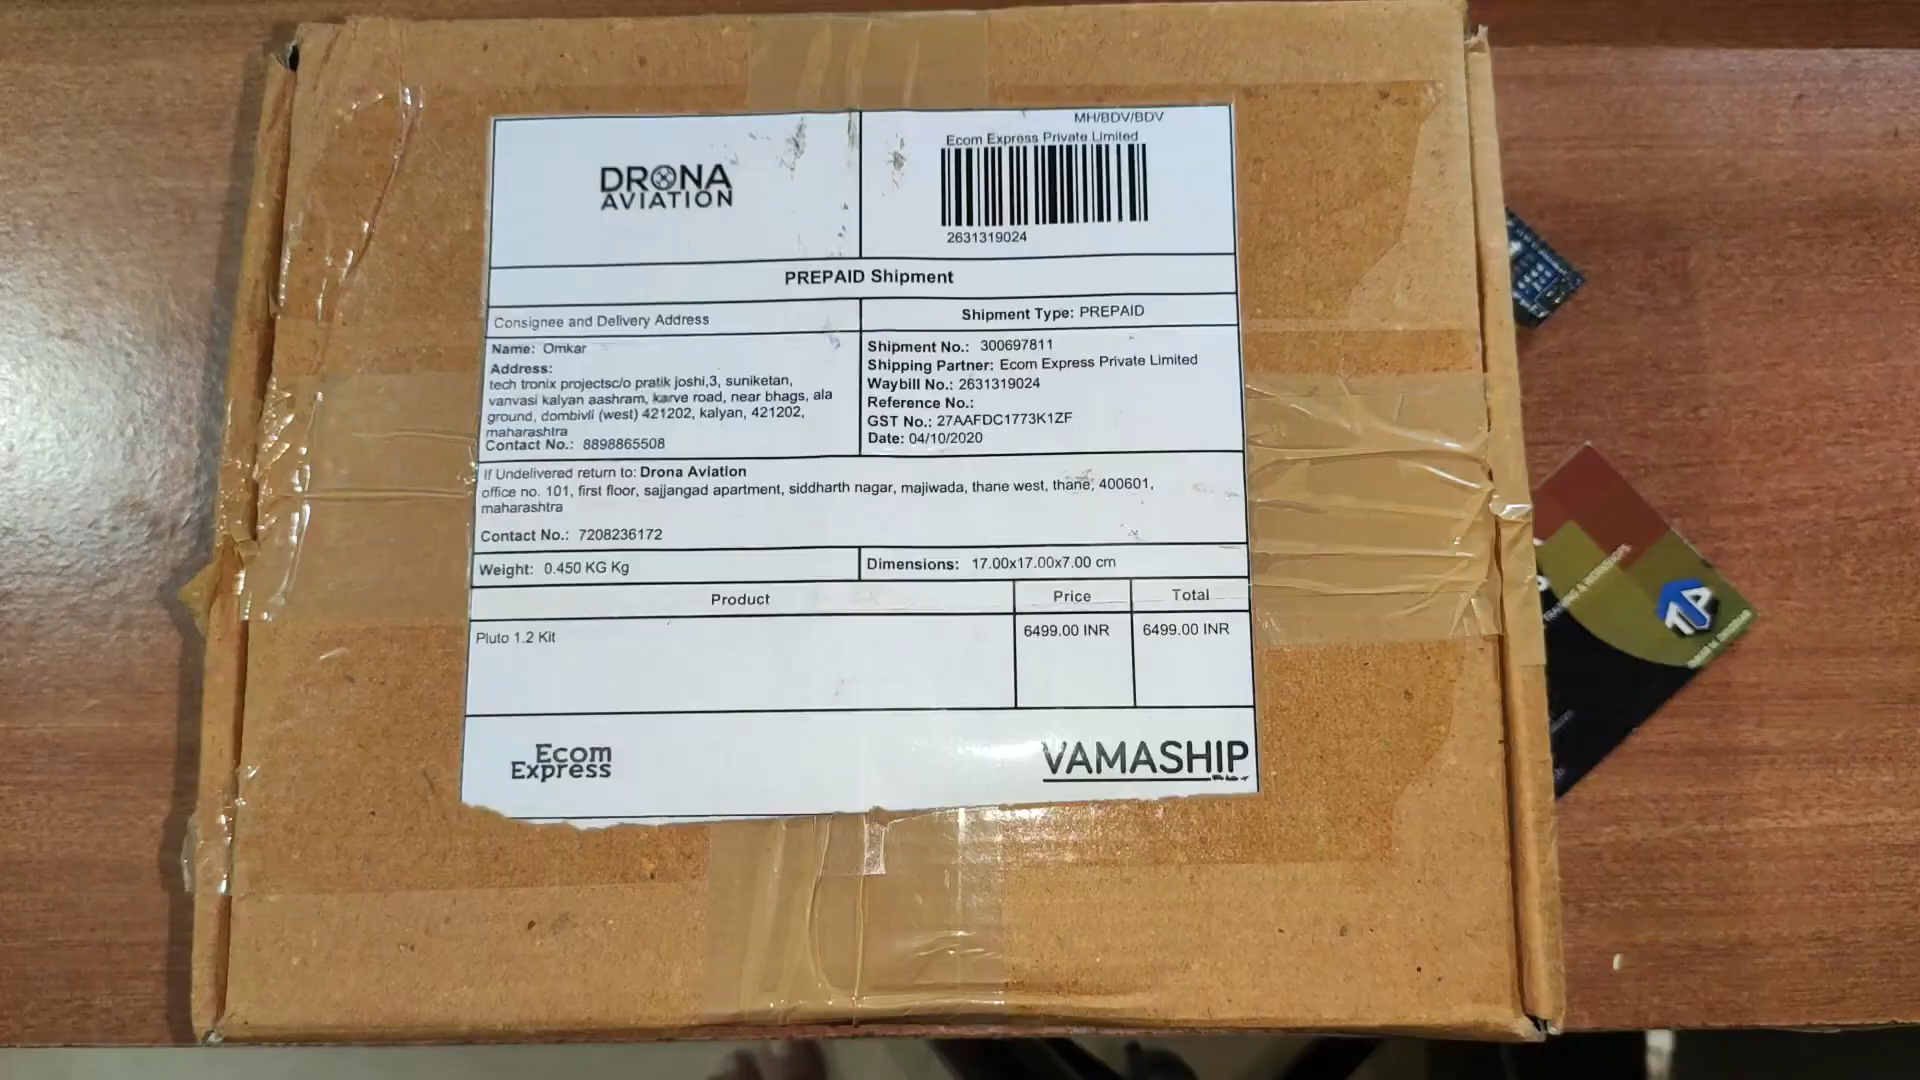 DRONA
AVIATION
MH/BDV/BDV
Ecom Express Private Limited
2631319024
PREPAID Shipment
Consignee and Delivery Address
Name: Omkar
Address:
tech tronix projectsc/o pratik joshi,3, suniketan,
vanvasi kalyan aashram, karve road, near bhags, ala
ground, dombivli (west) 421202, kalyan, 421202,
maharashtra
Contact No.: 8898865508
Shipment Type: PREPAID
Shipment No.: 300697811
Shipping Partner: Ecom Express Private Limited
Waybill No.: 2631319024
Reference No.:
GST No.: 27AAFDC1773K1ZF
Date: 04/10/2020
If Undelivered return to: Drona Aviation
office no. 101, first floor, sajjangad apartment, siddharth nagar, majiwada, thane west, thane, 400601,
maharashtra
Contact No.: 7208236172
Weight: 0.450 KG Kg
Dimensions: 17.00x17.00x7.00 cm
Product Price Total
Pluto 1.2 Kit 6499.00 INR 6499.00 INR
Ecom
Express
VAMASHIP
TRAINING & WORKSHOPS